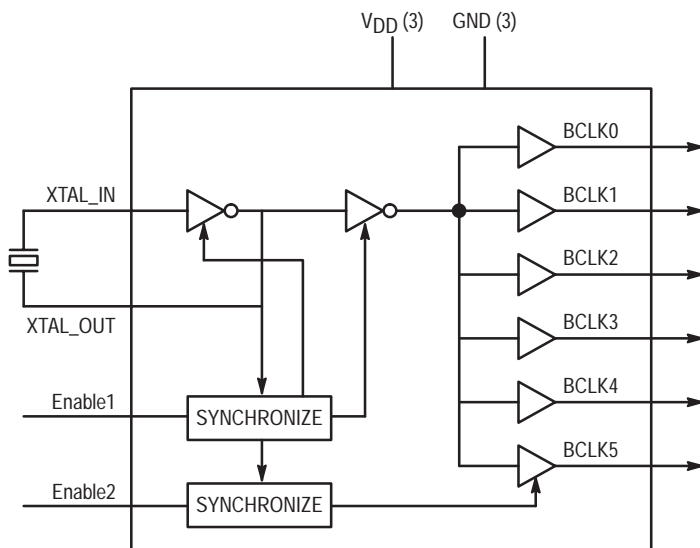 VDD (3) GND (3)
BCLK0
XTAL_IN
BCLK1
BCLK2
XTAL_OUT
BCLK3
Enable1
SYNCHRONIZE
BCLK4
BCLK5
Enable2
SYNCHRONIZE